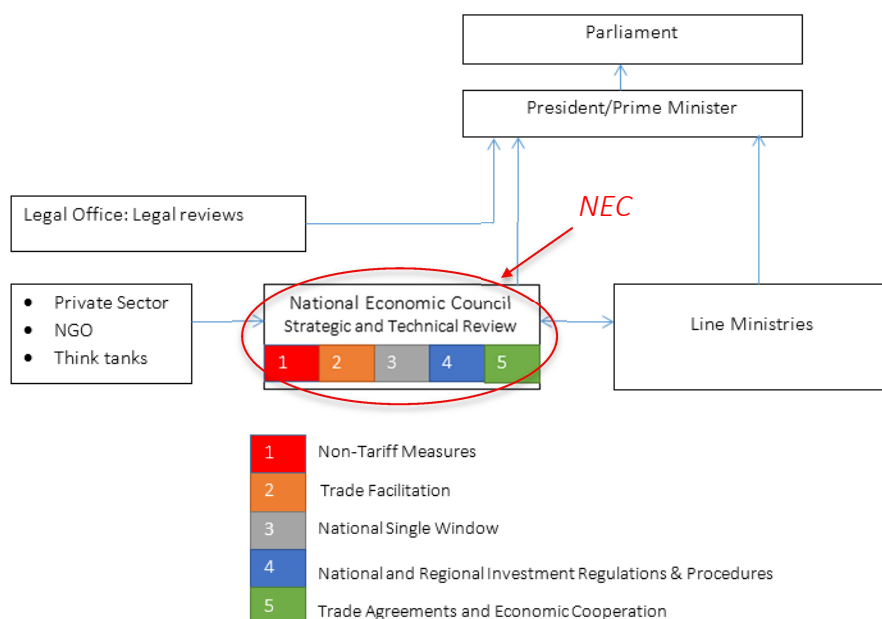 Parliament
President/Prime Minister
Legal Office: Legal reviews
NEC
• Private Sector
• NGO
• Think tanks
National Economic Council
Strategic and Technical Review
1 2 3 4 5
Line Ministries
1 Non-Tariff Measures
2 Trade Facilitation
3 National Single Window
4 National and Regional Investment Regulations & Procedures
5 Trade Agreements and Economic Cooperation